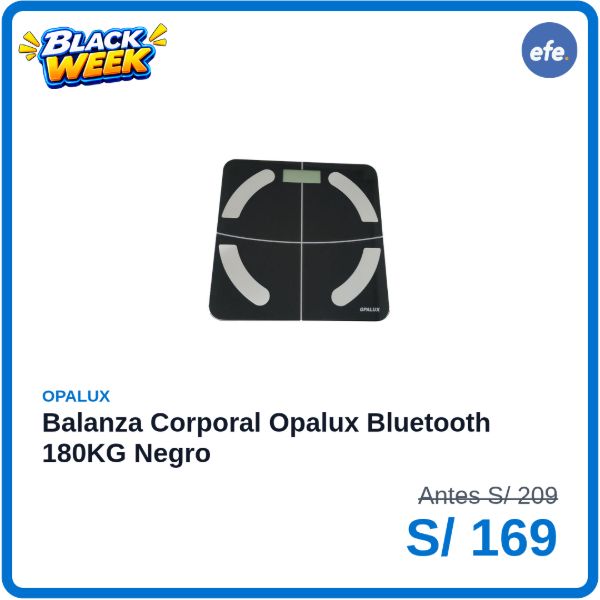 BLACK
WEEK
efe.
OPALUX
OPALUX
Balanza Corporal Opalux Bluetooth
180KG Negro
Antes S/ 209
S/ 169